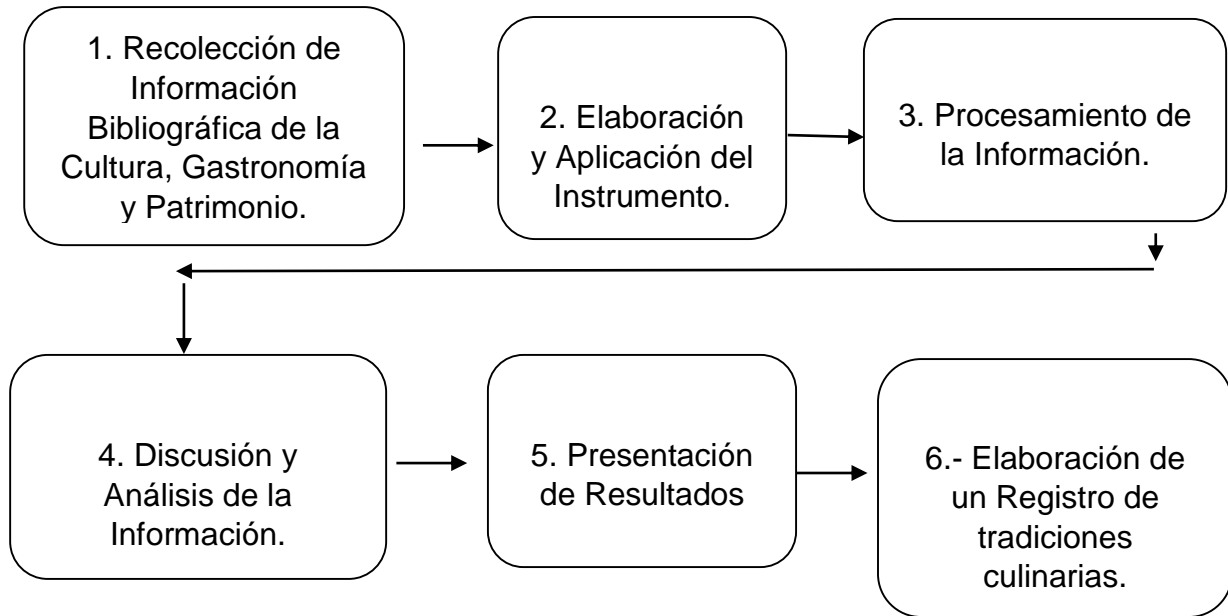 1. Recolección de
Información
Bibliográfica de la
Cultura, Gastronomía
y Patrimonio.
2. Elaboración
y Aplicación del
Instrumento.
3. Procesamiento de
la Información.
4. Discusión y
Análisis de la
Información.
5. Presentación
de Resultados
6.- Elaboración de
un Registro de
tradiciones
culinarias.